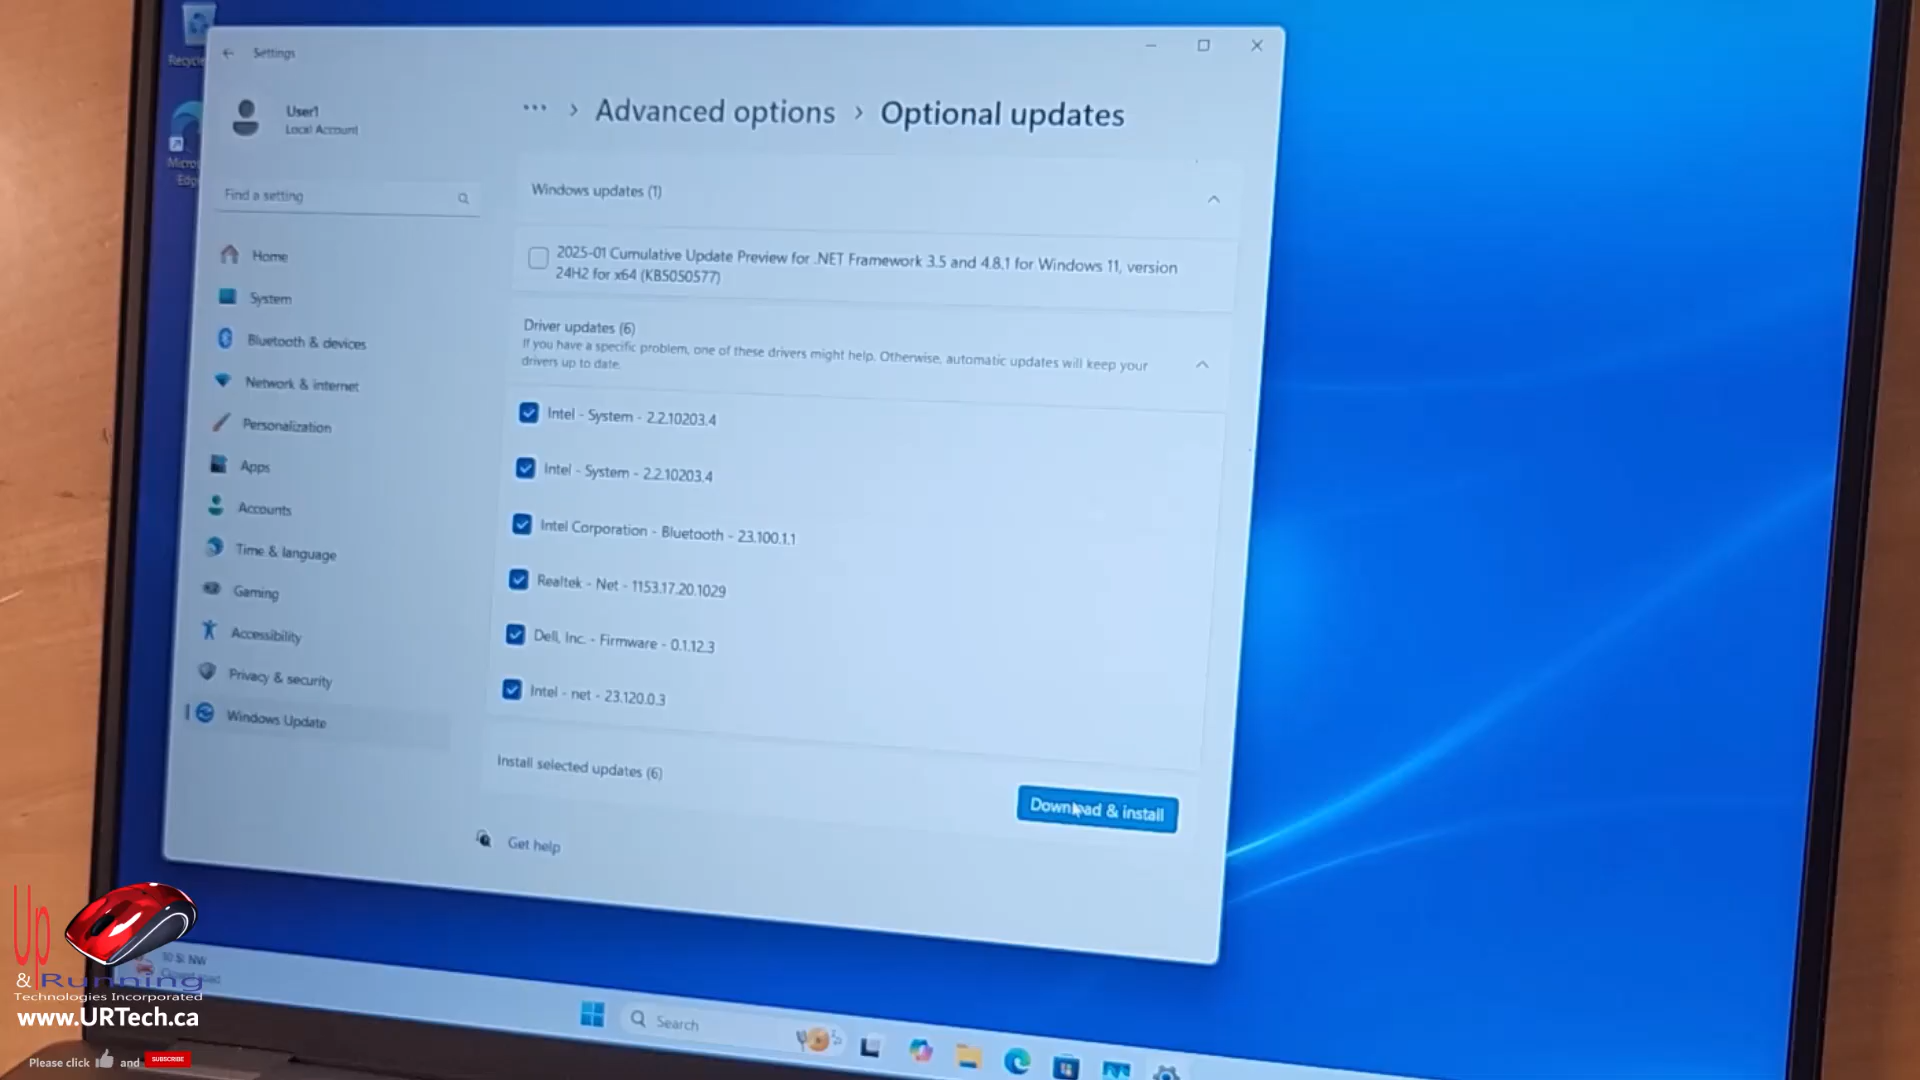 Recycle
Settings
User1
Local Account
Micro
Edg
... › Advanced options › Optional updates
Find a setting
Windows updates (1)
2025-01 Cumulative Update Preview for .NET Framework 3.5 and 4.8.1 for Windows 11, version
24H2 for x64 (KB5050577)
Driver updates (6)
If you have a specific problem, one of these drivers might help. Otherwise, automatic updates will keep your
drivers up to date.
Intel - System - 2.2.10203.4
Intel - System - 2.2.10203.4
Intel Corporation - Bluetooth - 23.100.1.1
Realtek - Net - 1153.17.20.1029
Dell, Inc. - Firmware - 0.1.12.3
Intel - net - 23.120.0.3
Install selected updates (6)
Download & install
Get help
Home
System
Bluetooth & devices
Network & internet
Personalization
Apps
Accounts
Time & language
Gaming
Accessibility
Privacy & security
Windows Update
Search
Up
& Running
Technologies Incorporated
www.URTech.ca
Please click and SUBSCRIBE